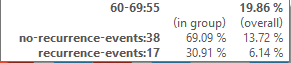 60-69:55 19.86 %
(in group) (overall)
no-recurrence-events:38 69.09 % 13.72 %
recurrence-events:17 30.91 % 6.14 %